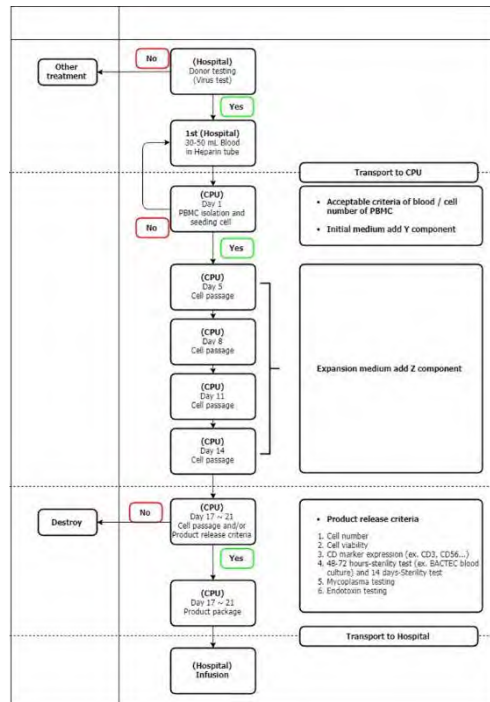 No
Other
treatment
(Hospital)
Donor testing
(Virus test)
Yes
1st (Hospital)
30-50 mL Blood
in Heparin tube
Transport to CPU
(CPU)
Day 1
PBMC isolation and
seeding cell
• Acceptable criteria of blood / cell
number of PBMC
• Initial medium add Y component
No
Yes
(CPU)
Day 5
Cell passage
(CPU)
Day 8
Cell passage
Expansion medium add Z component
(CPU)
Day 11
Cell passage
(CPU)
Day 14
Cell passage
No
Destroy
(CPU)
Day 17 ~ 21
Cell passage and/or
Product release criteria
Yes
• Product release criteria
1. Cell number
2. Cell viability
3. CD marker expression (ex. CD3, CD56...)
4. 48-72 hours-sterility test (ex. BACTEC blood
culture) and 14 days-Sterility test
5. Mycoplasma testing
6. Endotoxin testing
(CPU)
Day 17 ~ 21
Product package
Transport to Hospital
(Hospital)
Infusion